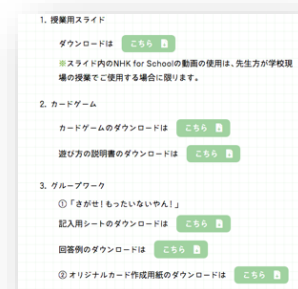 1. 授業用スライド
ダウンロードは こちら
※スライド内のNHK for Schoolの動画の使用は、先生方が学校現
場の授業でご使用する場合に限ります。
2. カードゲーム
カードゲームのダウンロードは こちら
遊び方の説明書のダウンロードは こちら
3. グループワーク
①「さがせ!もったいないやん!」
記入用シートのダウンロードは こちら
回答例のダウンロードは こちら
②オリジナルカード作成用紙のダウンロードは こちら